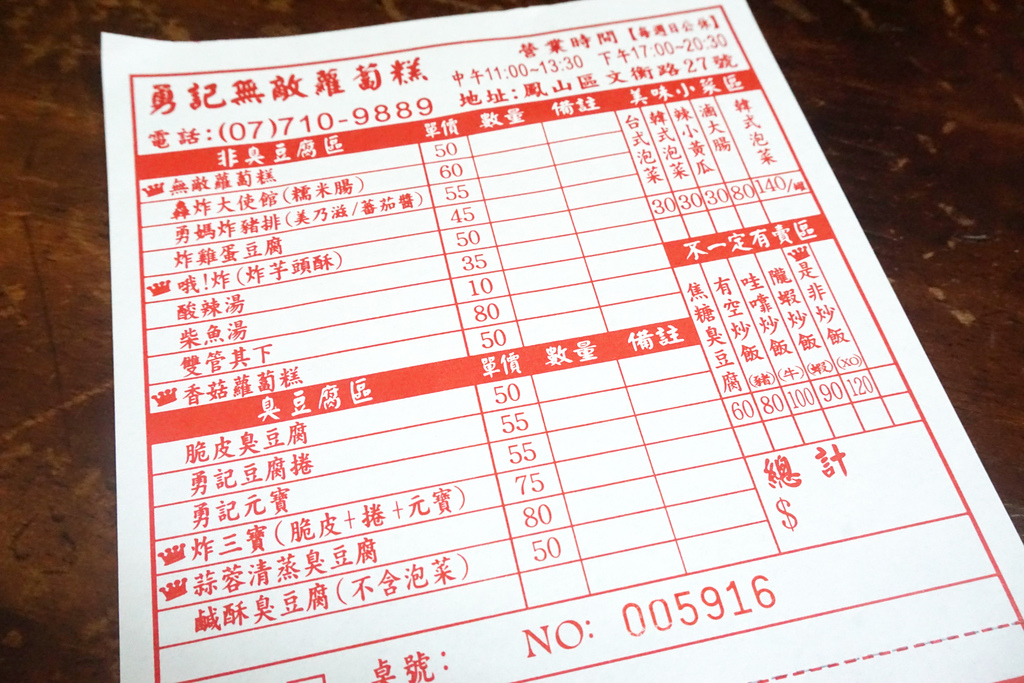 勇記無敵蘿蔔糕
營業時間【每週日公休】
中午11:00~13:30 下午17:00~20:30
電話:(07)710-9889 地址:鳳山區文衡路27號
非臭豆腐區 單價 數量 備註
無敵蘿蔔糕 50
轟炸大使館(糯米腸) 60
勇媽炸豬排(美乃滋/蕃茄醬) 55
炸雞蛋豆腐 45
哦!炸(炸芋頭酥) 50
酸辣湯 35
柴魚湯 10
雙管其下 80
香菇蘿蔔糕 50
臭豆腐區 單價 數量 備註
脆皮臭豆腐 50
勇記豆腐捲 55
勇記元寶 55
炸三寶(脆皮+捲+元寶) 75
蒜蓉清蒸臭豆腐 80
鹹酥臭豆腐(不含泡菜) 50
美味小菜區
台式泡菜 30
韓式泡菜 30
辣小黃瓜 30
滷大腸 80
韓式泡菜 140/罐
不一定有賣區
焦糖臭豆腐 60
有空炒飯(豬) 80
哇靠炒飯(牛) 100
隴蝦炒飯(蝦) 90
是非炒飯(XO) 120
總計
$
桌號:
NO: 005916